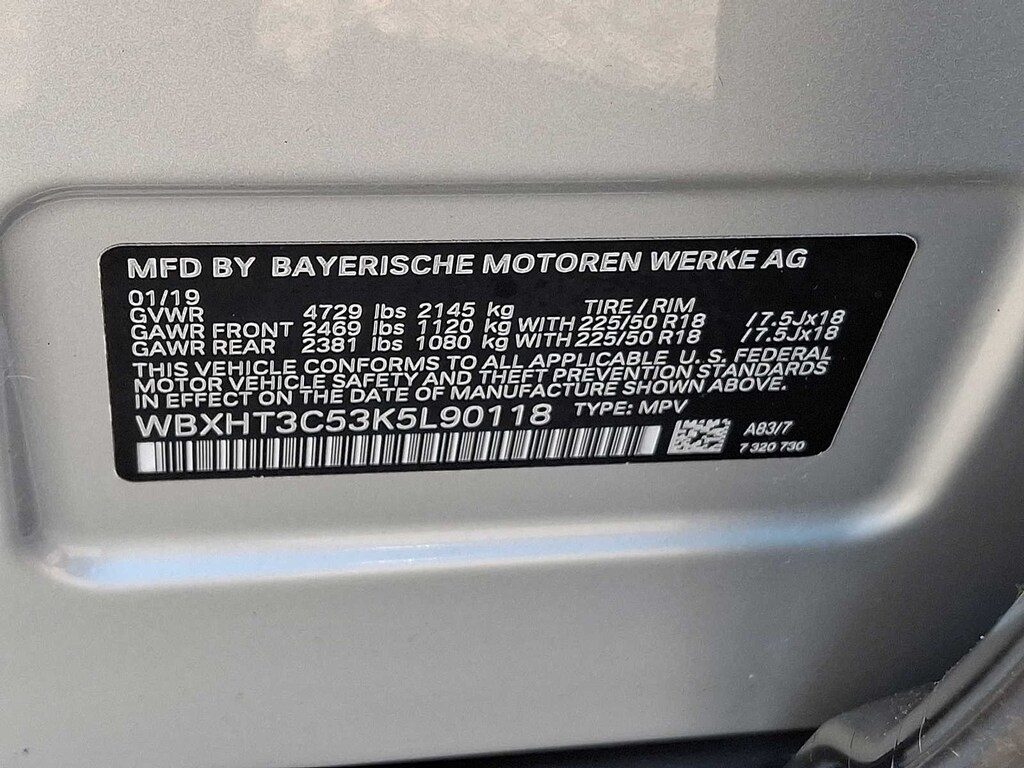 MFD BY BAYERISCHE MOTOREN WERKE AG
01/19 TIRE / RIM
GVWR 4729 lbs 2145 kg
GAWR FRONT 2469 lbs 1120 kg WITH 225/50 R18 /7.5Jx18
GAWR REAR 2381 lbs 1080 kg WITH 225/50 R18 /7.5Jx18
THIS VEHICLE CONFORMS TO ALL APPLICABLE U. S. FEDERAL
MOTOR VEHICLE SAFETY AND THEFT PREVENTION STANDARDS
IN EFFECT ON THE DATE OF MANUFACTURE SHOWN ABOVE.
WBXHT3C53K5L90118 TYPE: MPV
A83/7
7 320 730